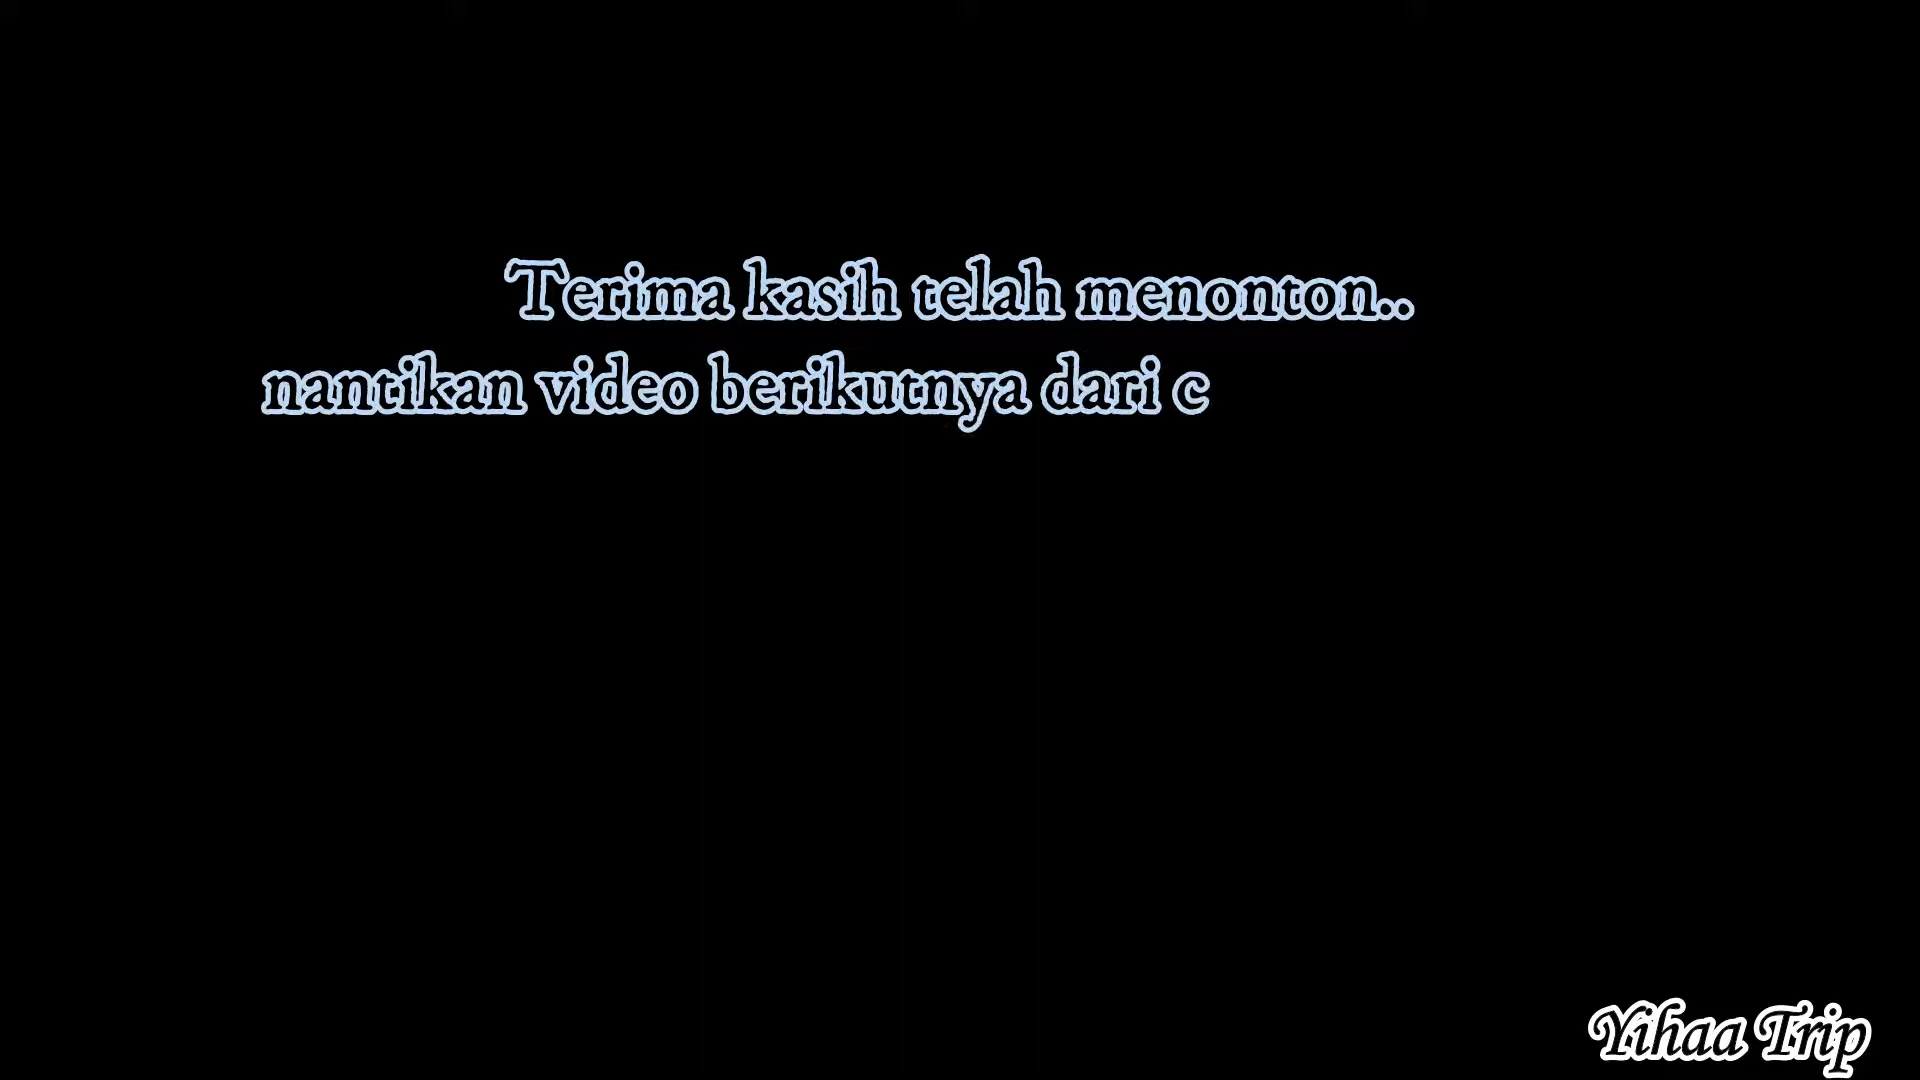 Terima kasih telah menonton..
nantikan video berikutnya dari c
Yihaa Trip